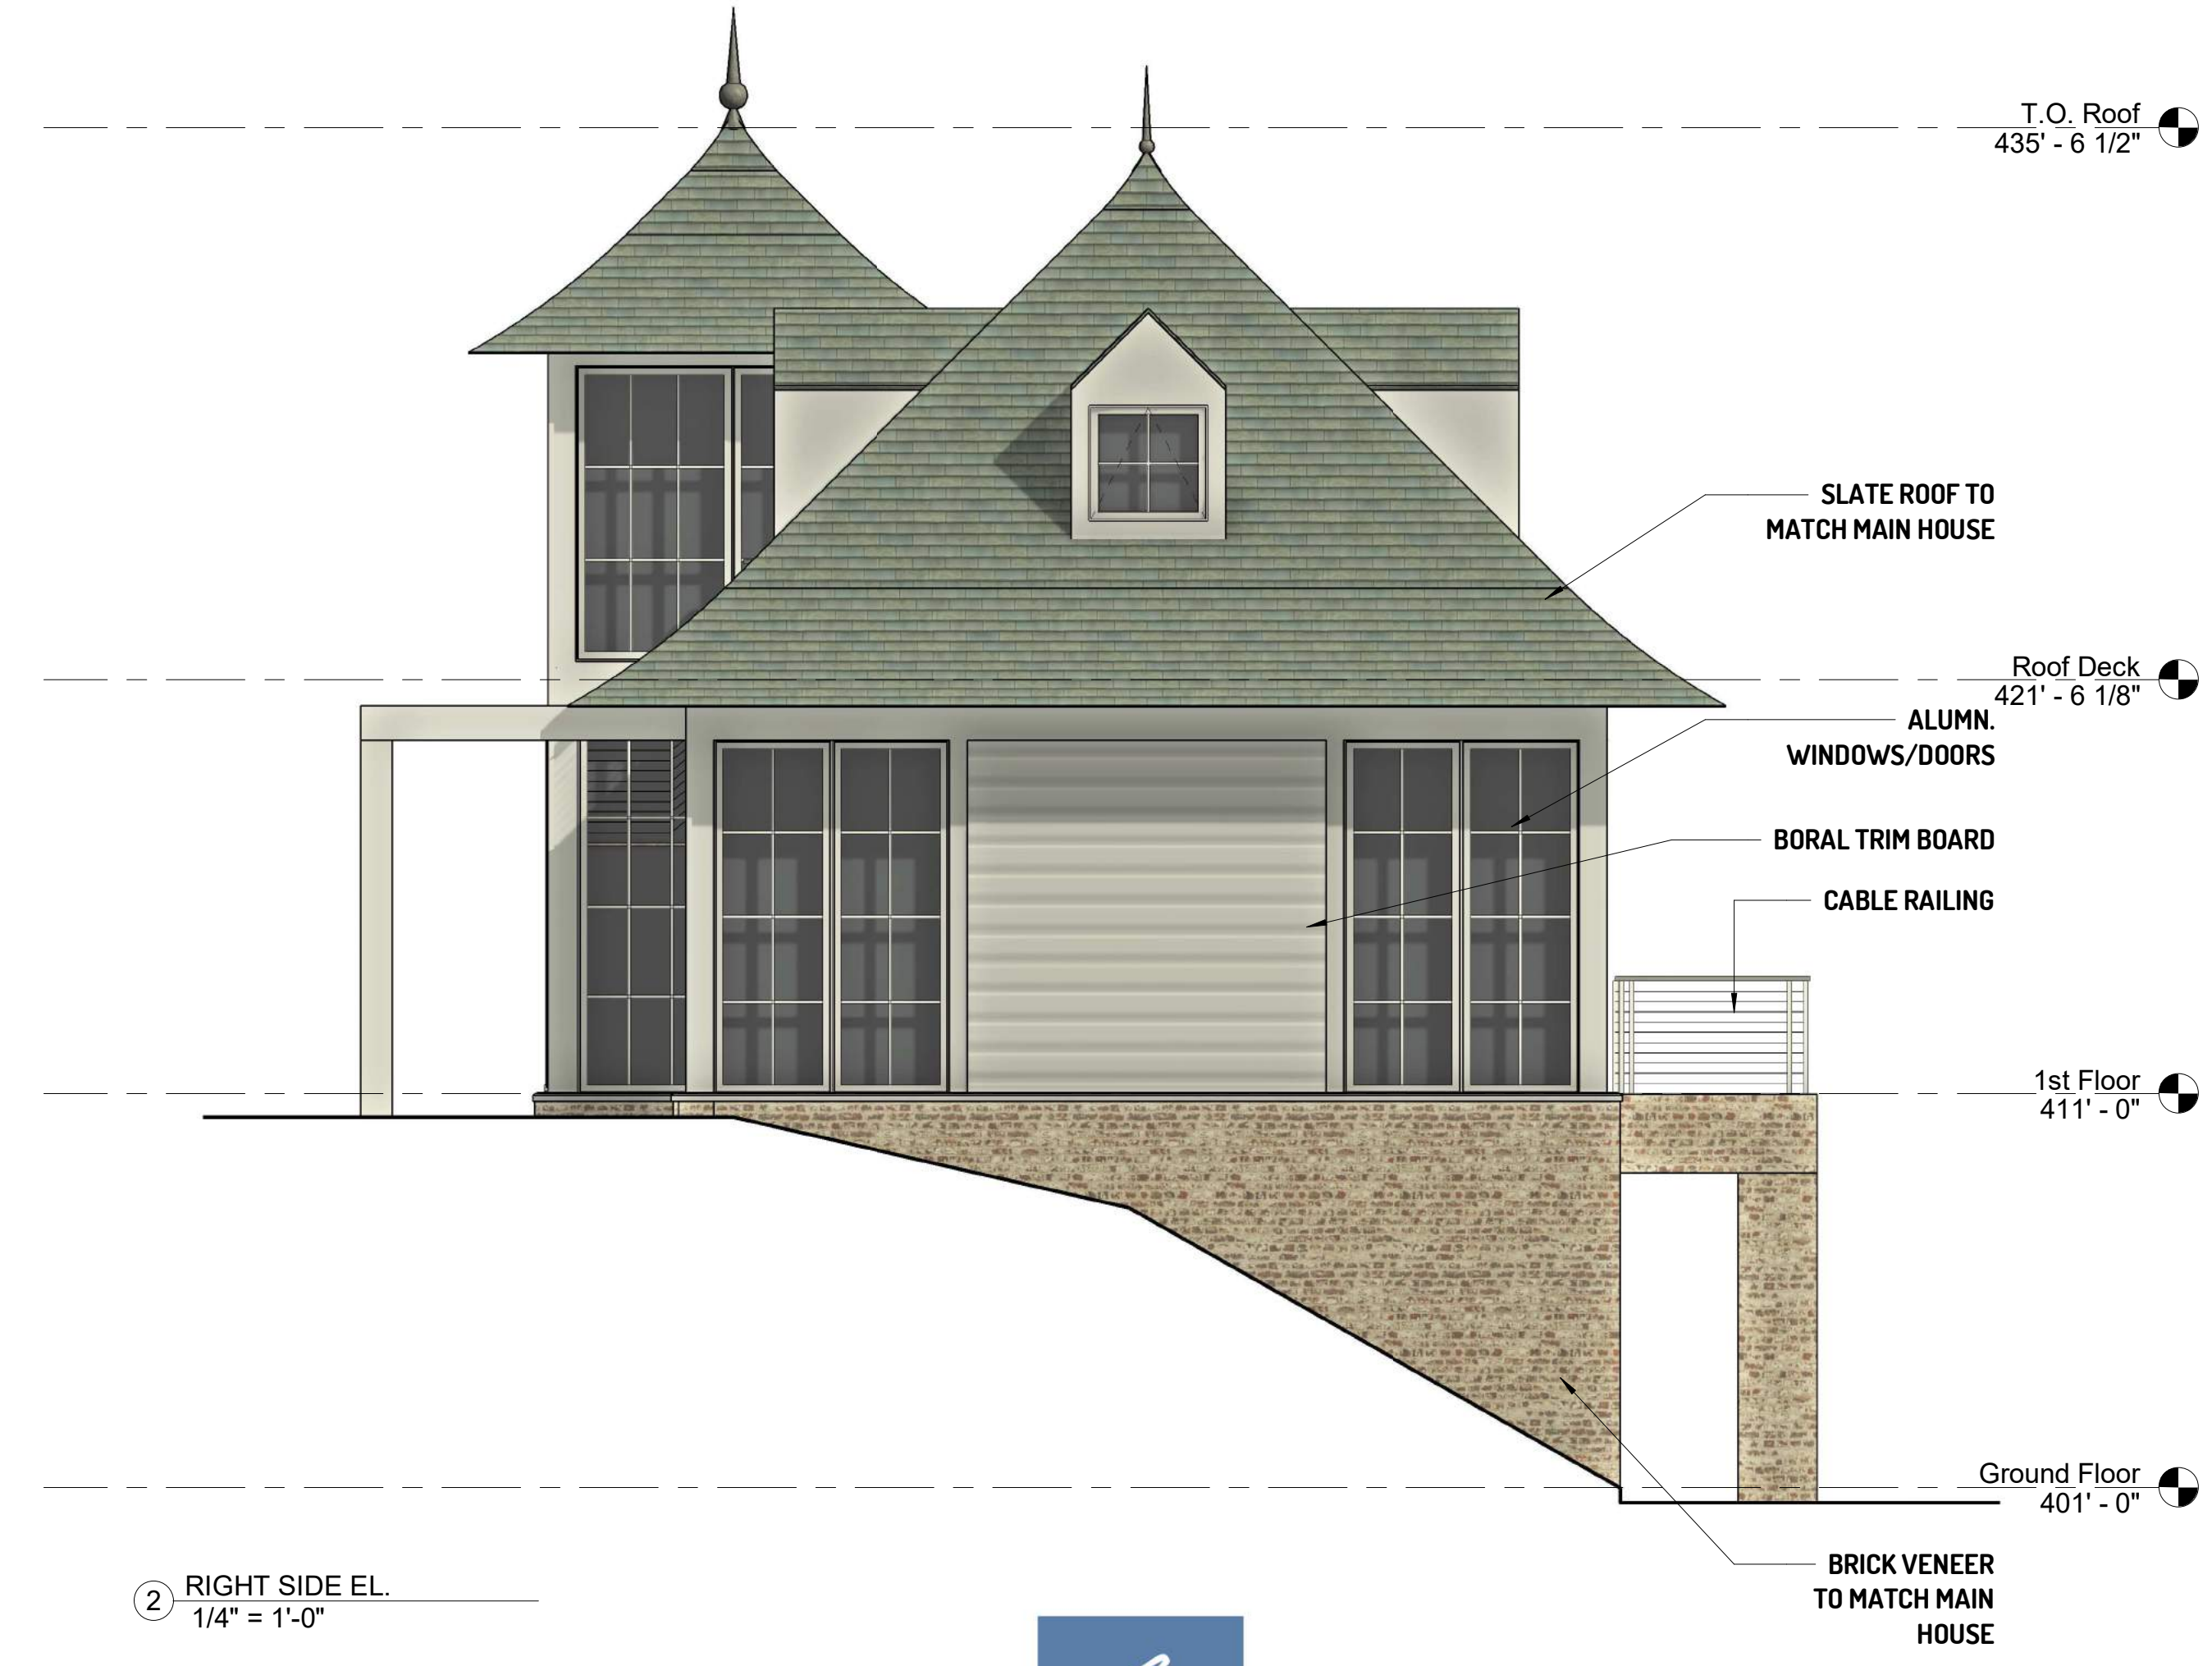 T.O. Roof
435' - 6 1/2"
SLATE ROOF TO
MATCH MAIN HOUSE
Roof Deck
421' - 6 1/8"
ALUMN.
WINDOWS/DOORS
BORAL TRIM BOARD
CABLE RAILING
1st Floor
411' - 0"
Ground Floor
401' - 0"
BRICK VENEER
TO MATCH MAIN
HOUSE
2
RIGHT SIDE EL.
1/4" = 1'-0"